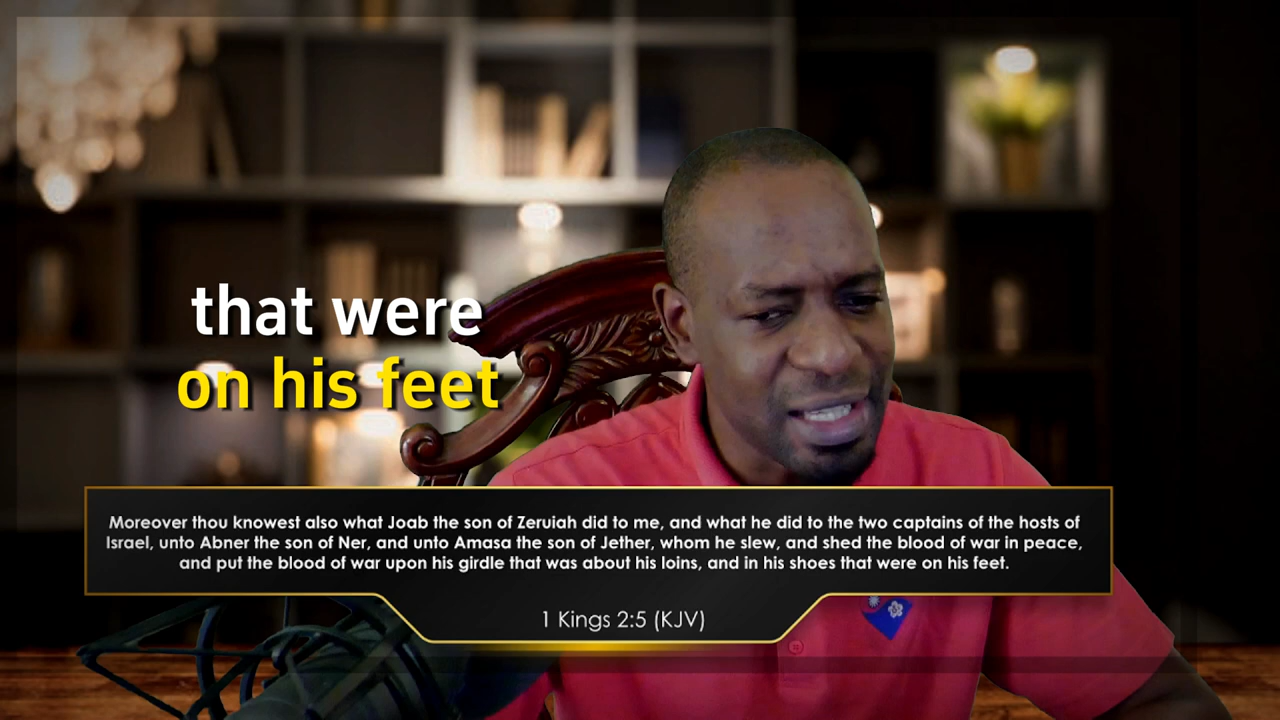 that were
on his feet
Moreover thou knowest also what Joab the son of Zeruiah did to me, and what he did to the two captains of the hosts of
Israel, unto Abner the son of Ner, and unto Amasa the son of Jether, whom he slew, and shed the blood of war in peace,
and put the blood of war upon his girdle that was about his loins, and in his shoes that were on his feet.
1 Kings 2:5 (KJV)